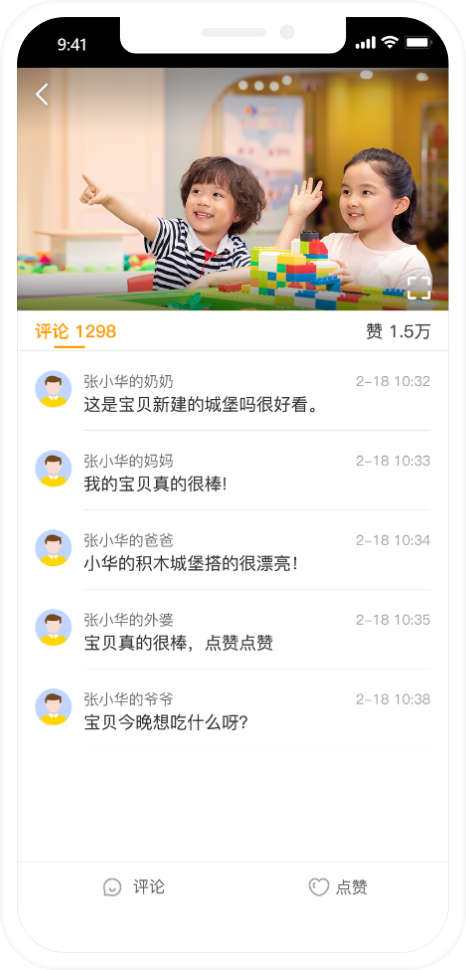 9:41
评论 1298
赞 1.5万
张小华的奶奶
2-18 10:32
这是宝贝新建的城堡吗很好看。
张小华的妈妈
2-18 10:33
我的宝贝真的很棒!
张小华的爸爸
2-18 10:34
小华的积木城堡搭的很漂亮!
张小华的外婆
2-18 10:35
宝贝真的很棒，点赞点赞
张小华的爷爷
2-18 10:38
宝贝今晚想吃什么呀?
评论
点赞